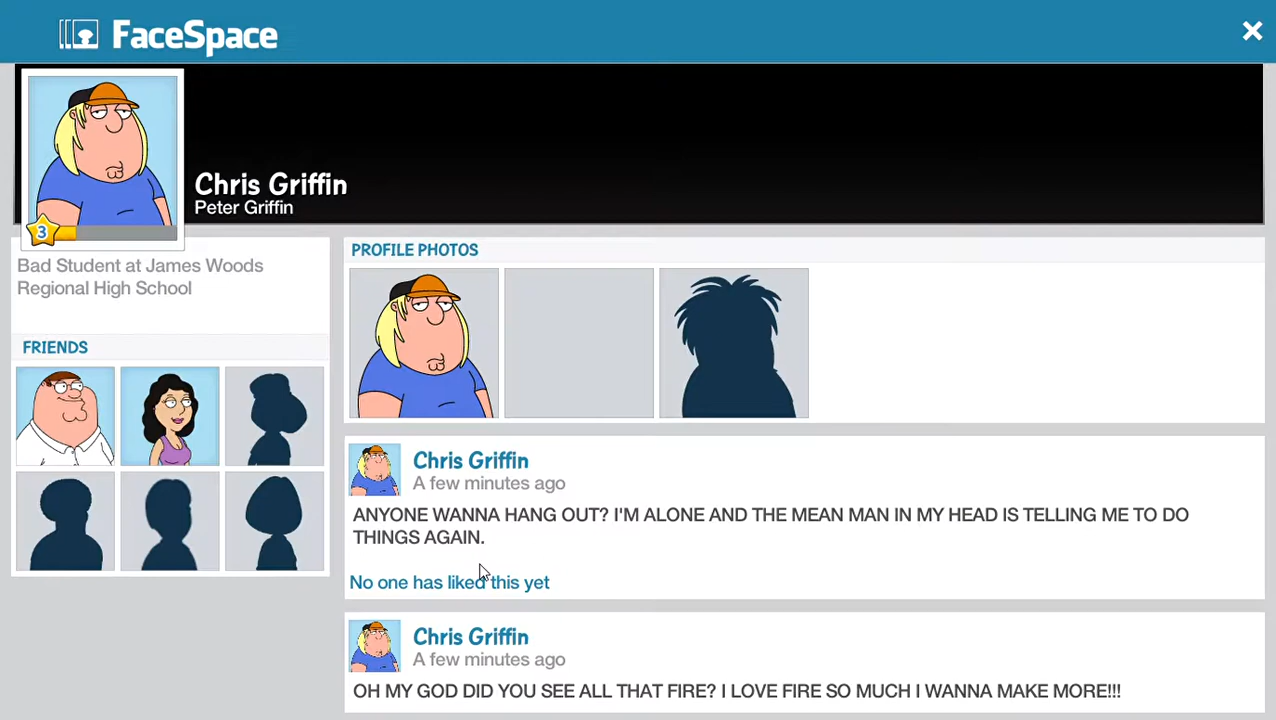 FaceSpace
Chris Griffin
Peter Griffin
3
Bad Student at James Woods
Regional High School
FRIENDS
PROFILE PHOTOS
Chris Griffin
A few minutes ago
ANYONE WANNA HANG OUT? I'M ALONE AND THE MEAN MAN IN MY HEAD IS TELLING ME TO DO
THINGS AGAIN.
No one has liked this yet
Chris Griffin
A few minutes ago
OH MY GOD DID YOU SEE ALL THAT FIRE? I LOVE FIRE SO MUCH I WANNA MAKE MORE!!!